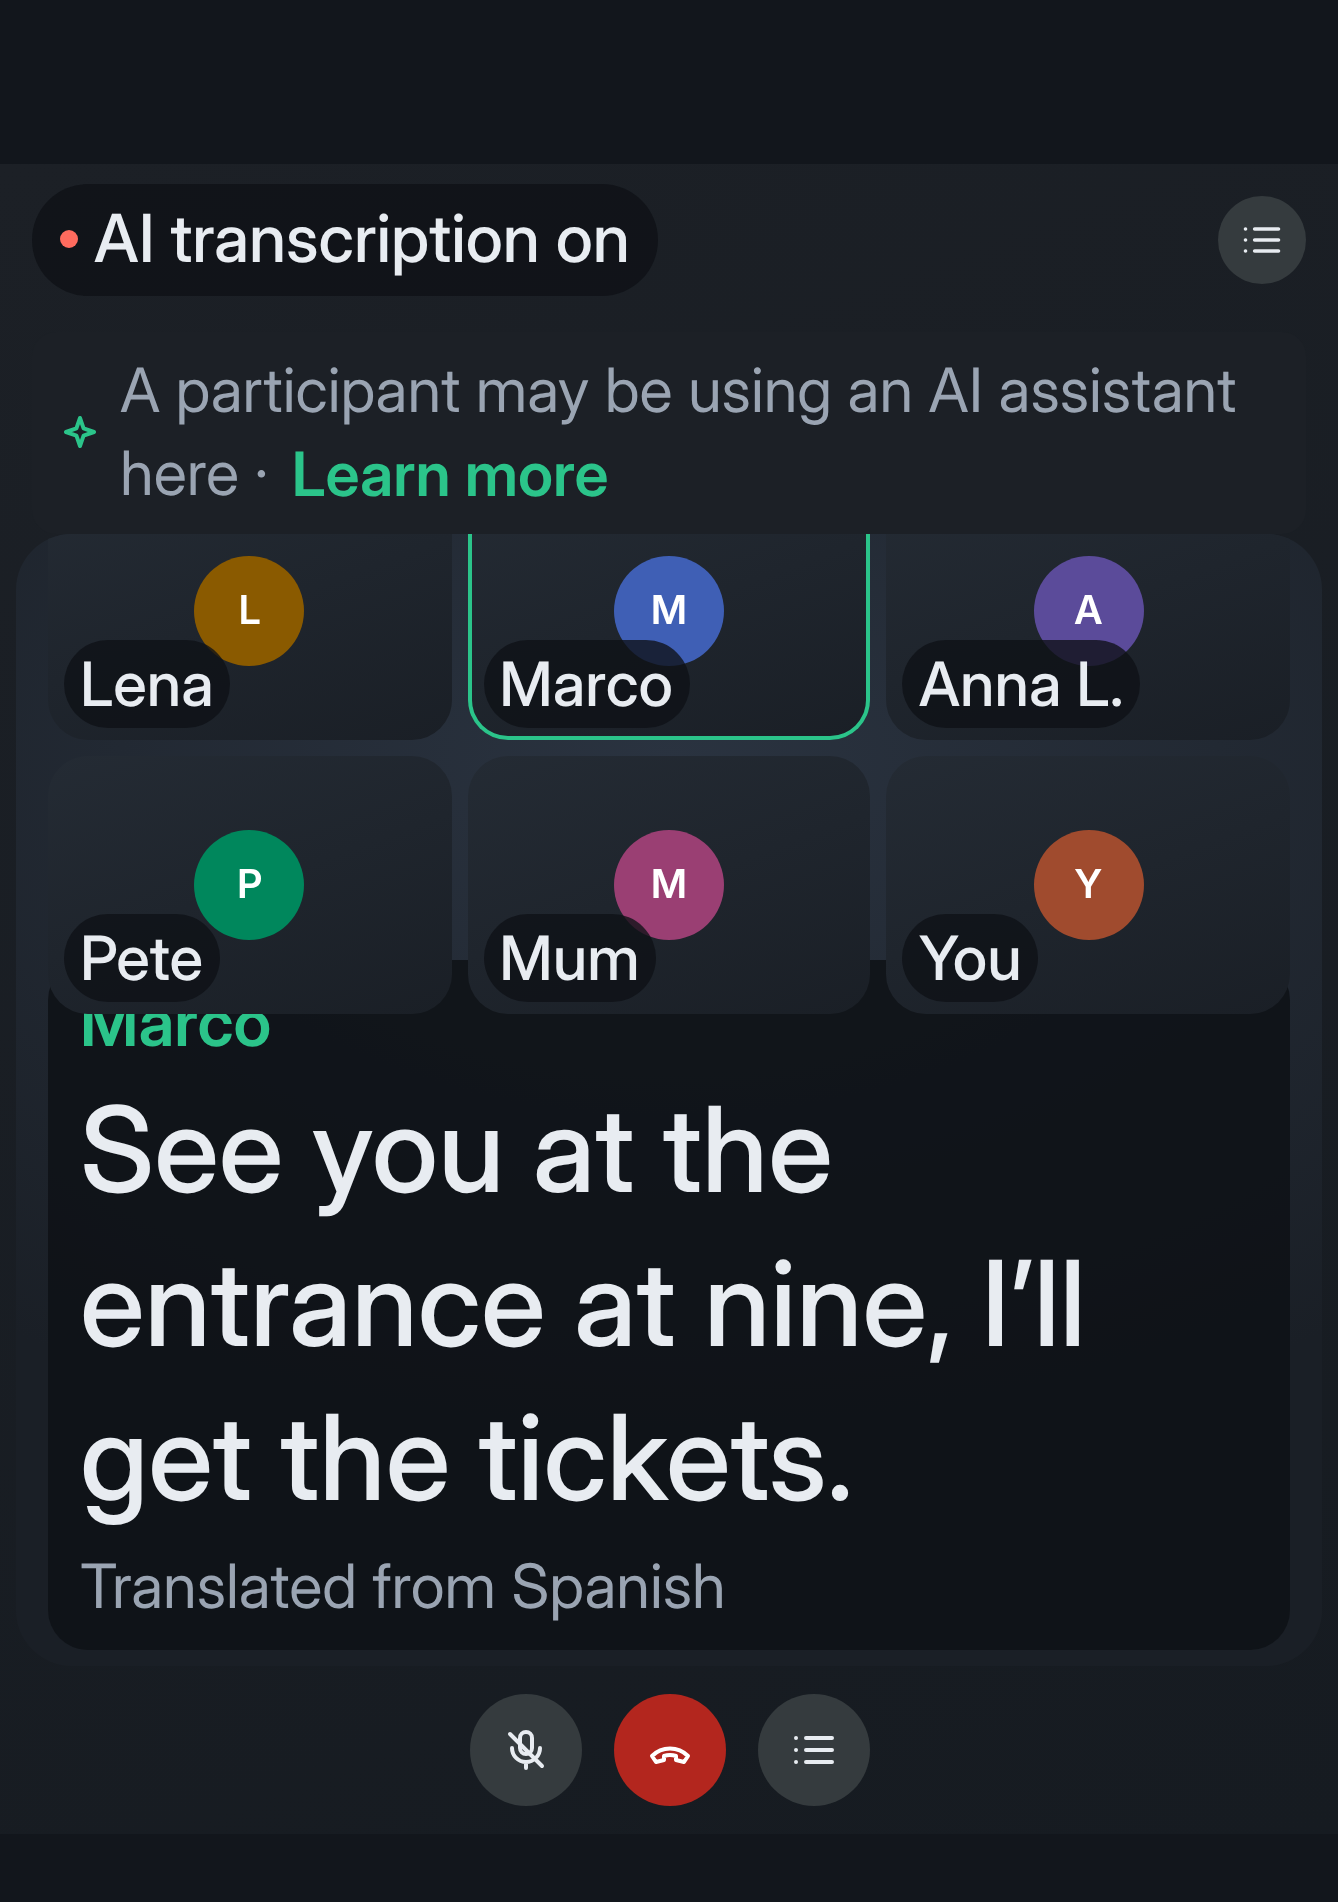 AI transcription on
A participant may be using an AI assistant
here · Learn more
L
M
A
Lena
Marco
Anna L.
P
M
Y
Pete
Mum
You
Marco
See you at the
entrance at nine, I’ll
get the tickets.
Translated from Spanish